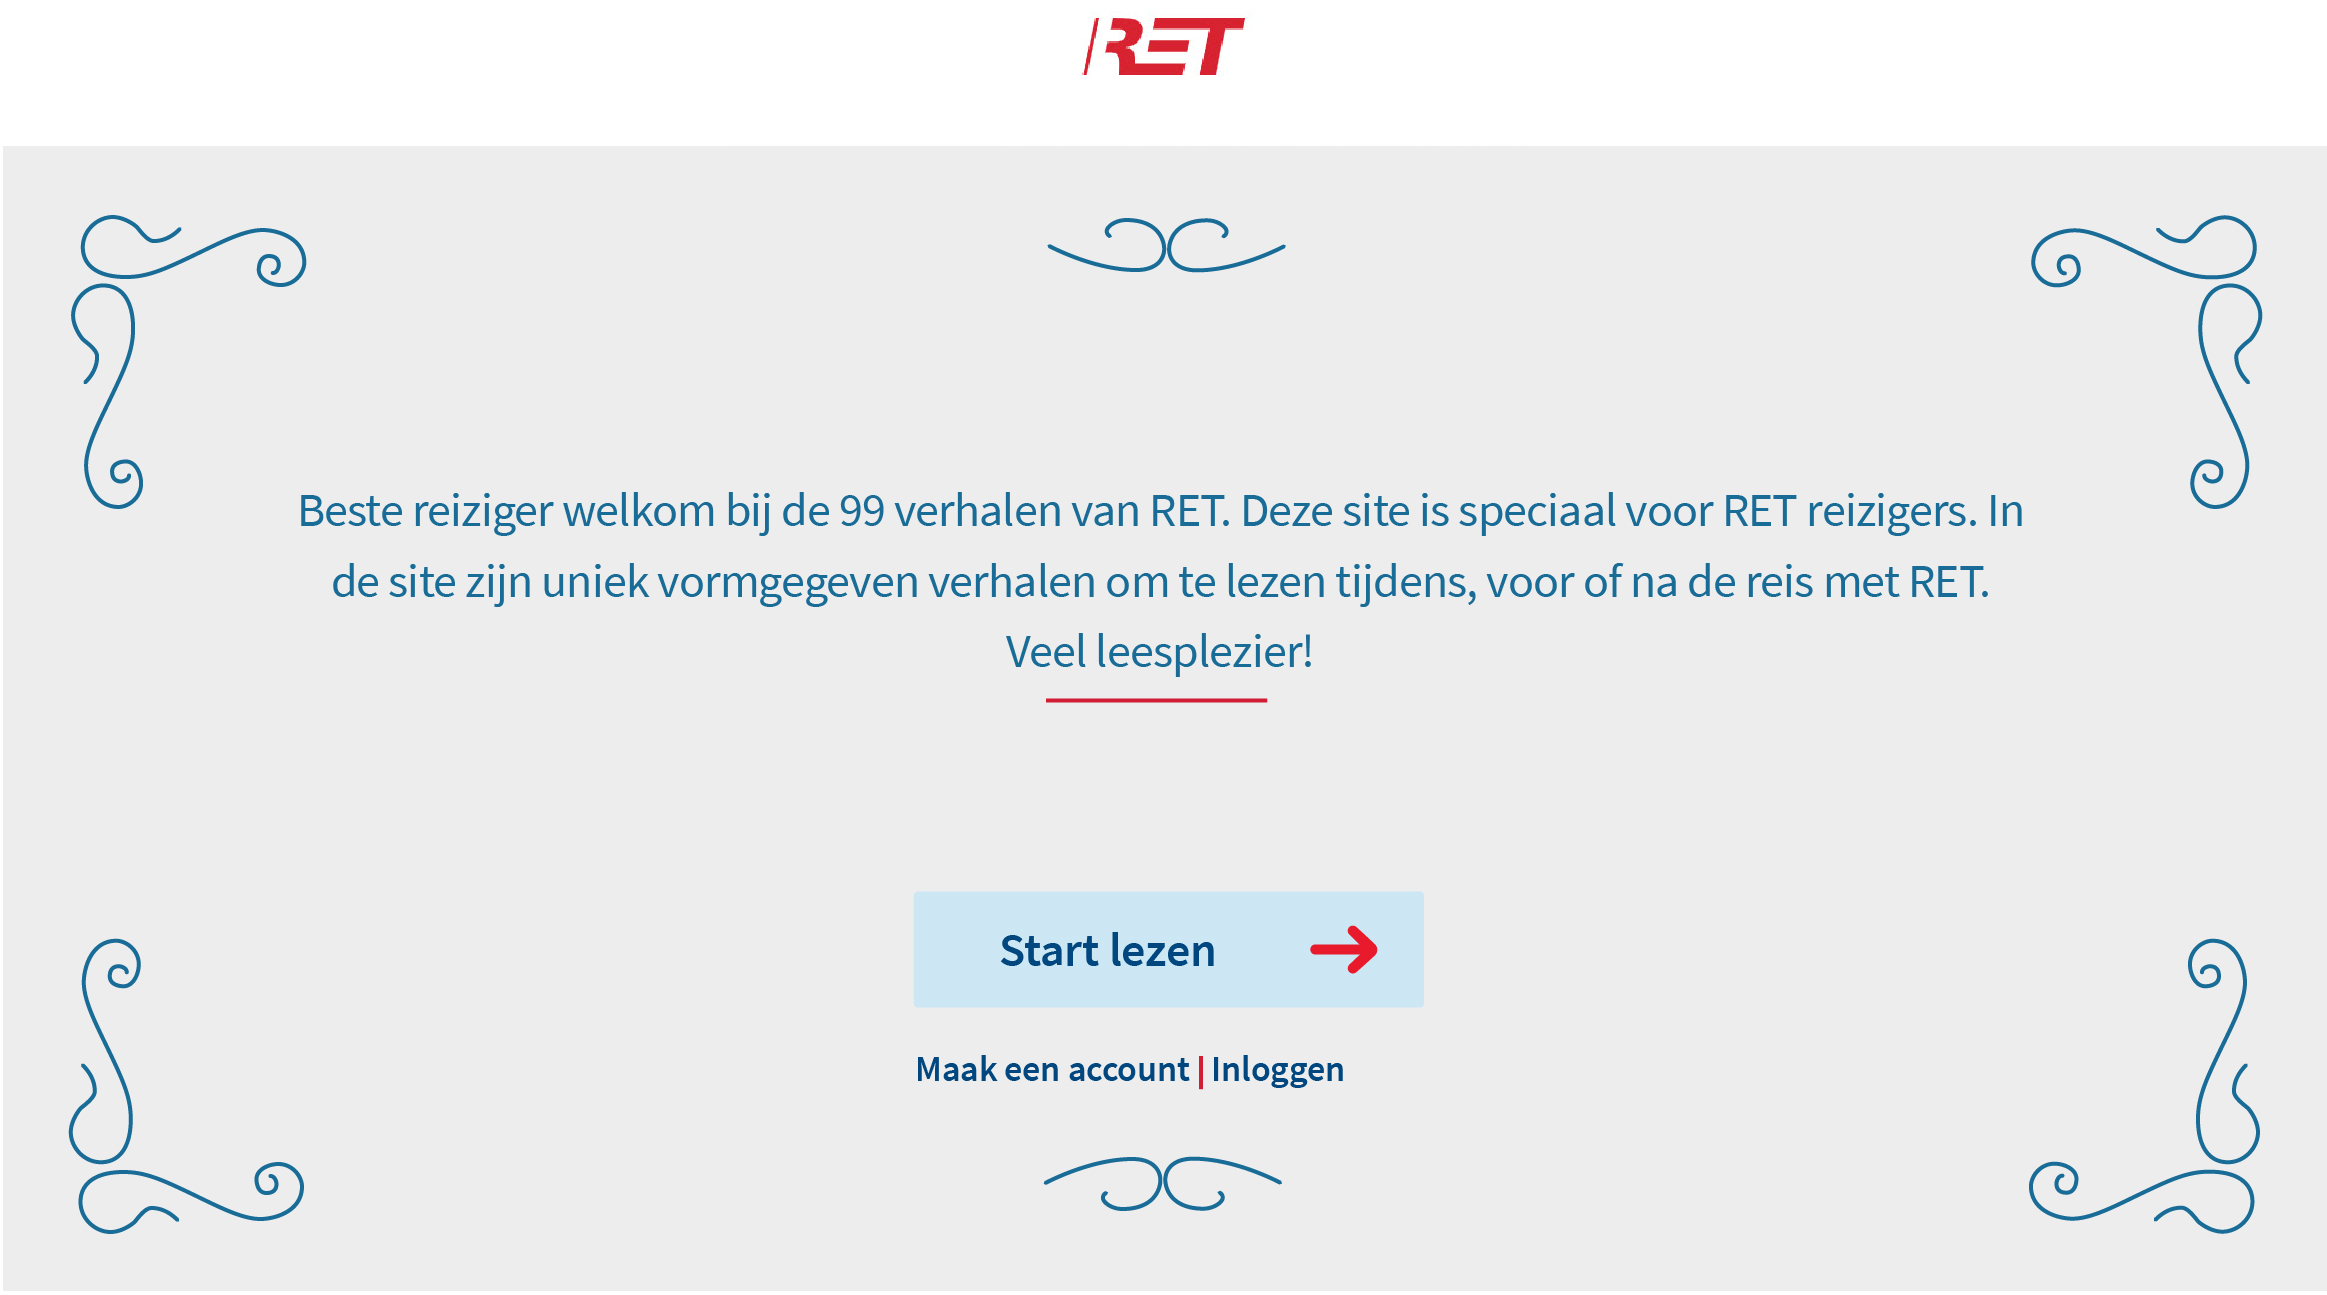 RET
Beste reiziger welkom bij de 99 verhalen van RET. Deze site is speciaal voor RET reizigers. In
de site zijn uniek vormgegeven verhalen om te lezen tijdens, voor of na de reis met RET.
Veel leesplezier!
Start lezen
Maak een account | Inloggen